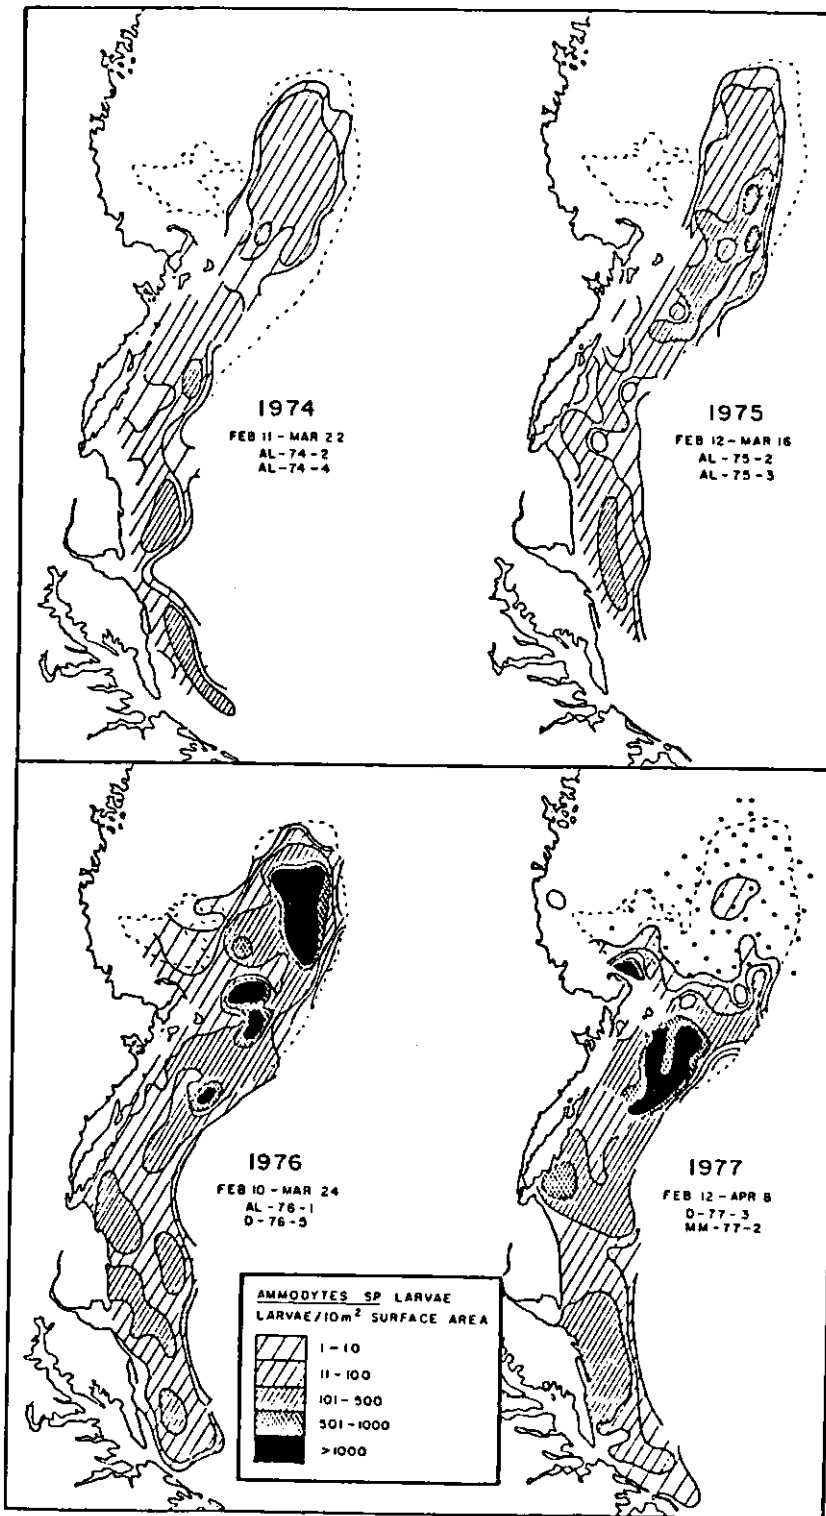 1974
FEB 11 - MAR 22
AL-74-2
AL-74-4
1975
FEB 12 - MAR 16
AL-75-2
AL-75-3
1976
FEB 10 - MAR 24
AL-76-1
D-76-5
1977
FEB 12 - APR 8
D-77-3
MM-77-2
AMMODYTES SP LARVAE
LARVAE/10m² SURFACE AREA
1-10
11-100
101-500
501-1000
>1000